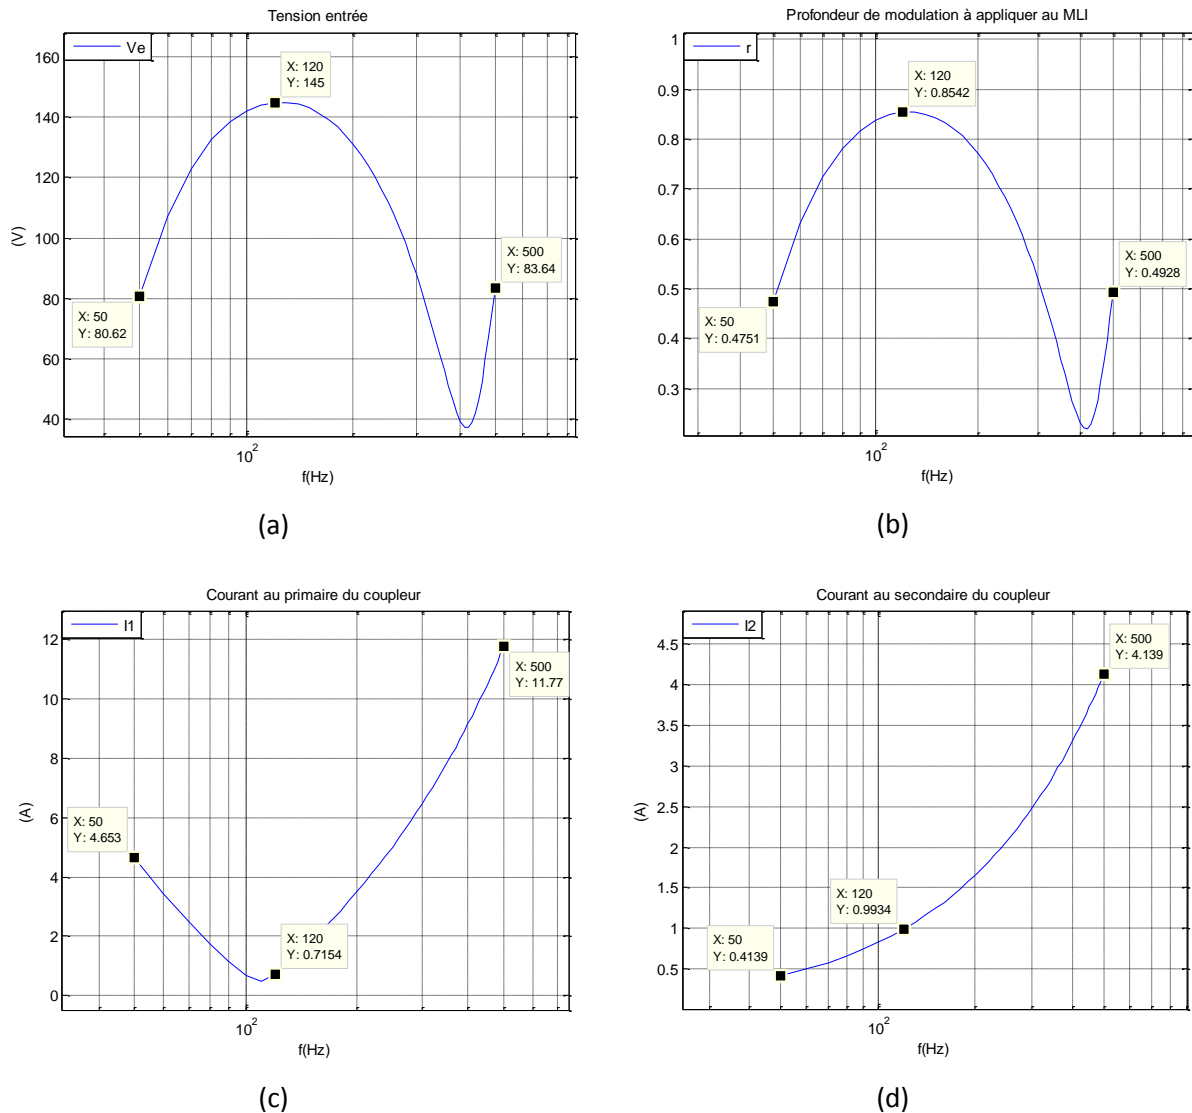 Tension entrée
Ve
160
140
120
100
80
60
40
(V)
X: 120
Y: 145
X: 500
Y: 83.64
X: 50
Y: 80.62
10²
f(Hz)
(a)
Profondeur de modulation à appliquer au MLI
r
1
0.9
0.8
0.7
0.6
0.5
0.4
0.3
X: 120
Y: 0.8542
X: 500
Y: 0.4928
X: 50
Y: 0.4751
10²
f(Hz)
(b)
Courant au primaire du coupleur
I1
12
10
8
6
4
2
0
(A)
X: 500
Y: 11.77
X: 50
Y: 4.653
X: 120
Y: 0.7154
10²
f(Hz)
(c)
Courant au secondaire du coupleur
I2
4.5
4
3.5
3
2.5
2
1.5
1
0.5
(A)
X: 500
Y: 4.139
X: 120
Y: 0.9934
X: 50
Y: 0.4139
10²
f(Hz)
(d)